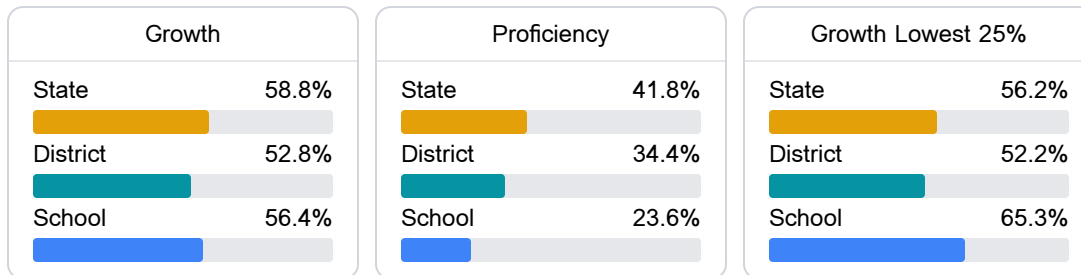 Growth
State 58.8%
District 52.8%
School 56.4%
Proficiency
State 41.8%
District 34.4%
School 23.6%
Growth Lowest 25%
State 56.2%
District 52.2%
School 65.3%